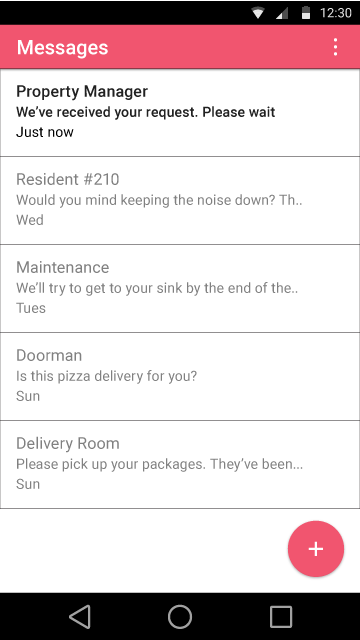 12:30
Messages
Property Manager
We've received your request. Please wait
Just now
Resident #210
Would you mind keeping the noise down? Th..
Wed
Maintenance
We'll try to get to your sink by the end of the..
Tues
Doorman
Is this pizza delivery for you?
Sun
Delivery Room
Please pick up your packages. They've been...
Sun